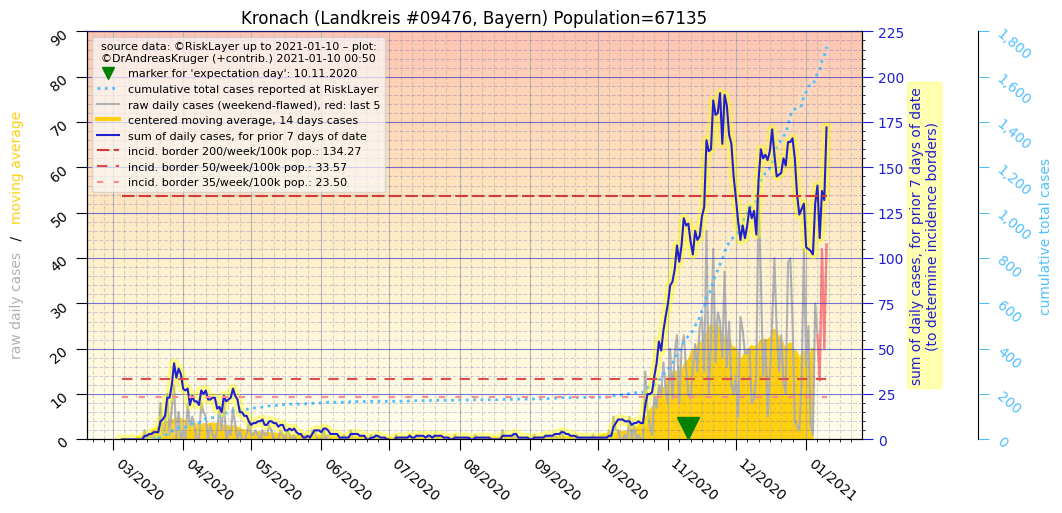 Kronach (Landkreis #09476, Bayern) Population=67135
source data: ©RiskLayer up to 2021-01-10 – plot:
©DrAndreasKruger (+contrib.) 2021-01-10 00:50
marker for 'expectation day': 10.11.2020
cumulative total cases reported at RiskLayer
raw daily cases (weekend-flawed), red: last 5
centered moving average, 14 days cases
sum of daily cases, for prior 7 days of date
incid. border 200/week/100k pop.: 134.27
incid. border 50/week/100k pop.: 33.57
incid. border 35/week/100k pop.: 23.50
raw daily cases / moving average
90
80
70
60
50
40
30
20
10
0
225
200
175
150
125
100
75
50
25
0
sum of daily cases, for prior 7 days of date
(to determine incidence borders)
1,800
1,600
1,400
1,200
1,000
800
600
400
200
0
cumulative total cases
03/2020
04/2020
05/2020
06/2020
07/2020
08/2020
09/2020
10/2020
11/2020
12/2020
01/2021